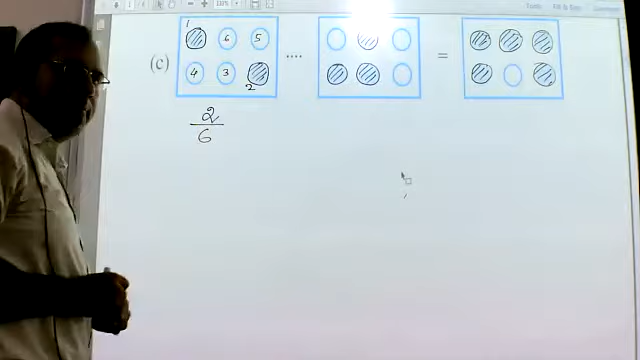 1 6 5
(c) .... =
4 3 2
2
6